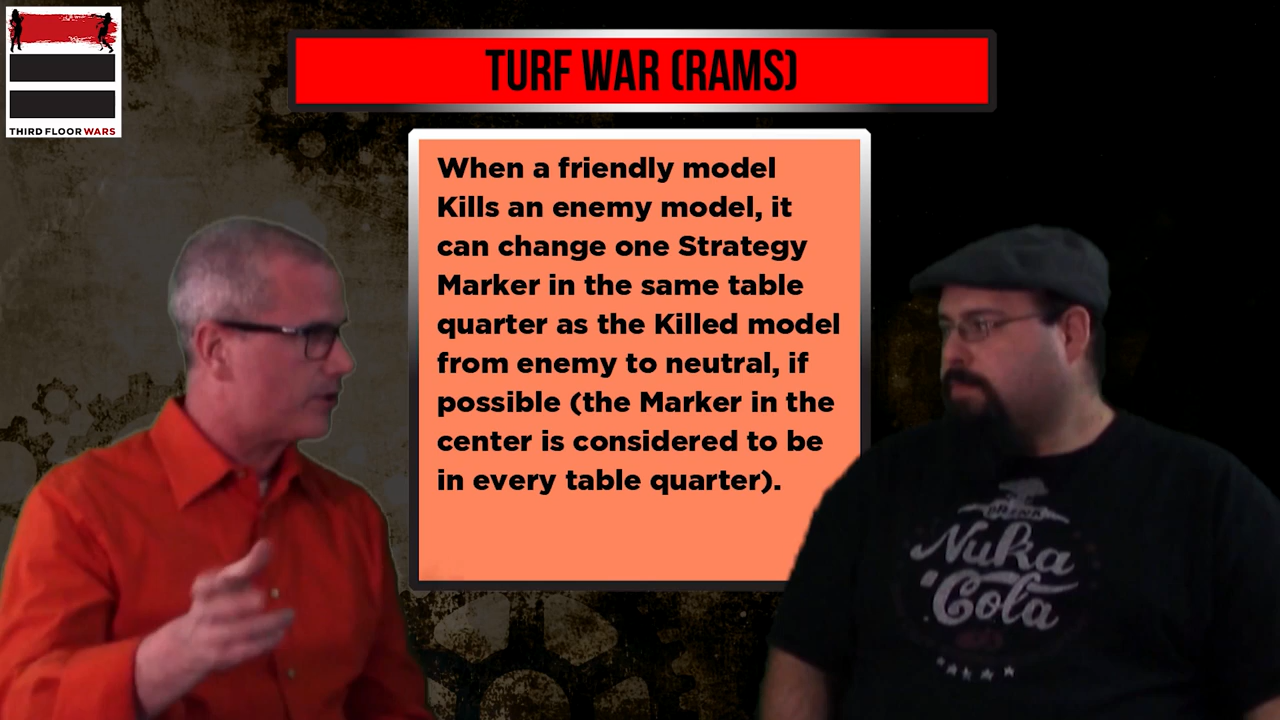 THIRD FLOOR WARS
TURF WAR (RAMS)
When a friendly model
Kills an enemy model, it
can change one Strategy
Marker in the same table
quarter as the Killed model
from enemy to neutral, if
possible (the Marker in the
center is considered to be
in every table quarter).
DRINK
Nuka
Cola